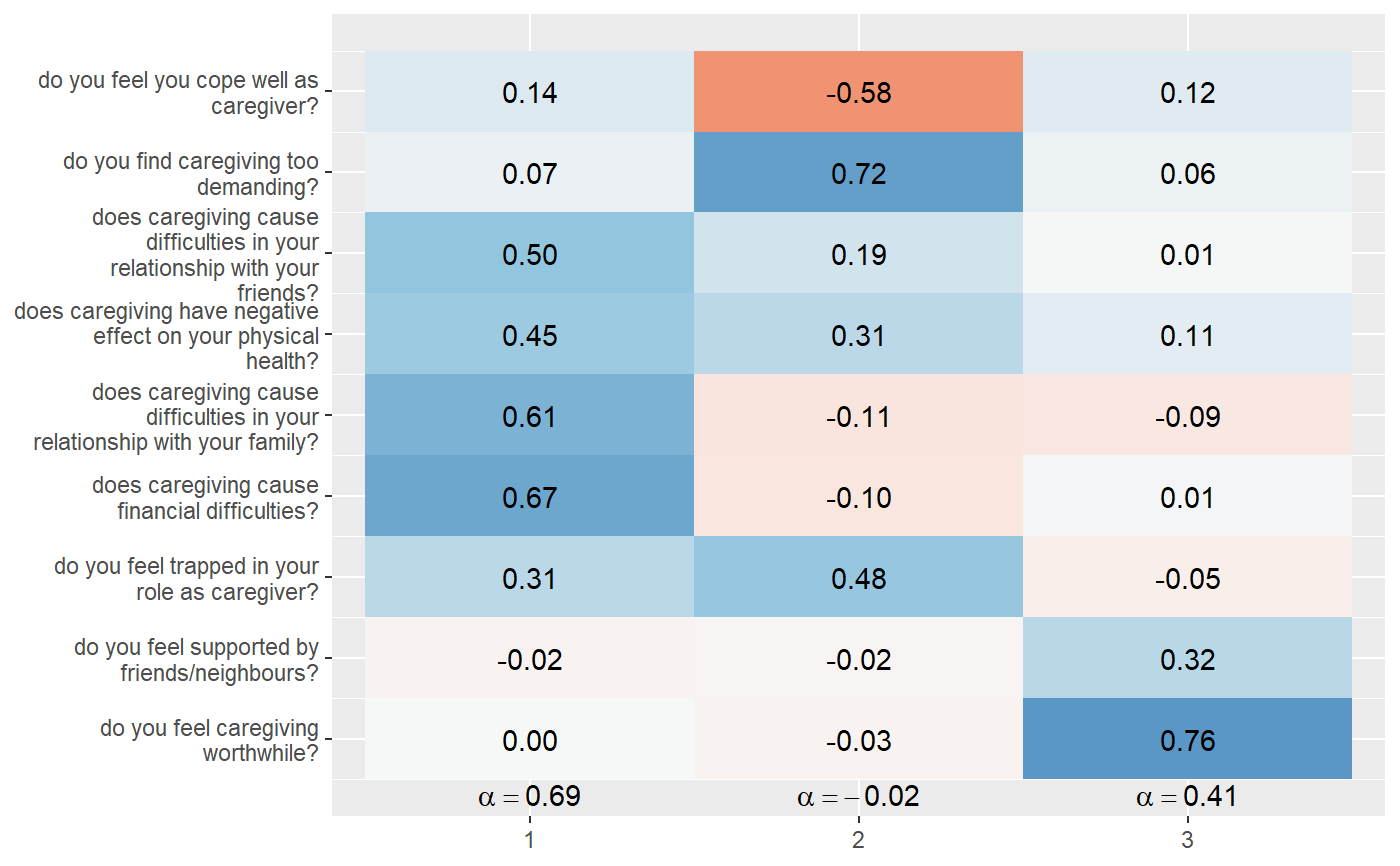 do you feel you cope well as
caregiver?
0.14
-0.58
0.12
do you find caregiving too
demanding?
0.07
0.72
0.06
does caregiving cause
difficulties in your
relationship with your
friends?
0.50
0.19
0.01
does caregiving have negative
effect on your physical
health?
0.45
0.31
0.11
does caregiving cause
difficulties in your
relationship with your family?
0.61
-0.11
-0.09
does caregiving cause
financial difficulties?
0.67
-0.10
0.01
do you feel trapped in your
role as caregiver?
0.31
0.48
-0.05
do you feel supported by
friends/neighbours?
-0.02
-0.02
0.32
do you feel caregiving
worthwhile?
0.00
-0.03
0.76
α = 0.69
α = −0.02
α = 0.41
1
2
3